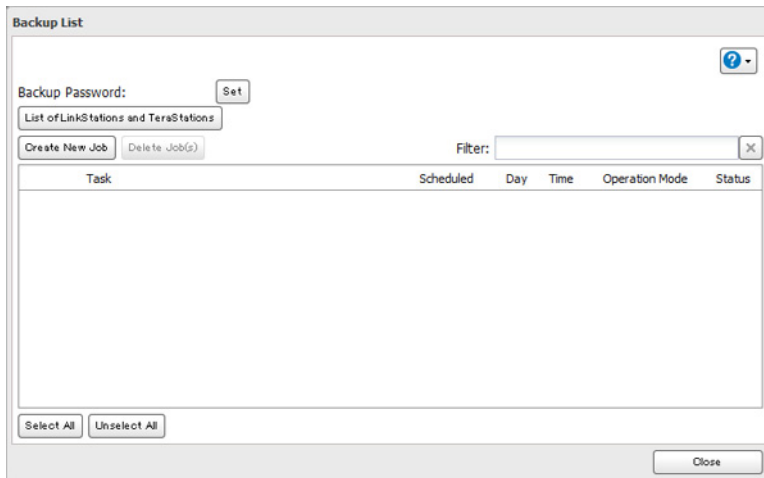 Backup List
?
Backup Password: Set
List of LinkStations and TeraStations
Create New Job Delete Job(s) Filter:
Task Scheduled Day Time Operation Mode Status
Select All Unselect All
Close